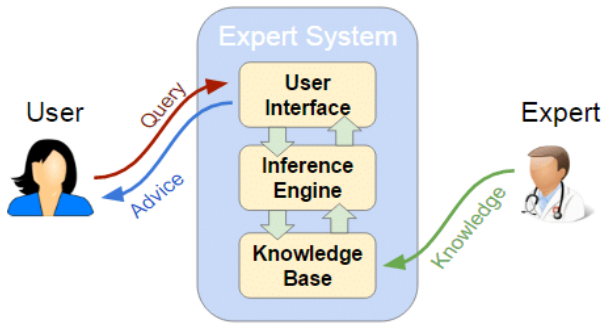 Expert System
User
Interface
User
Query
Advice
Inference
Engine
Expert
Knowledge
Knowledge
Base